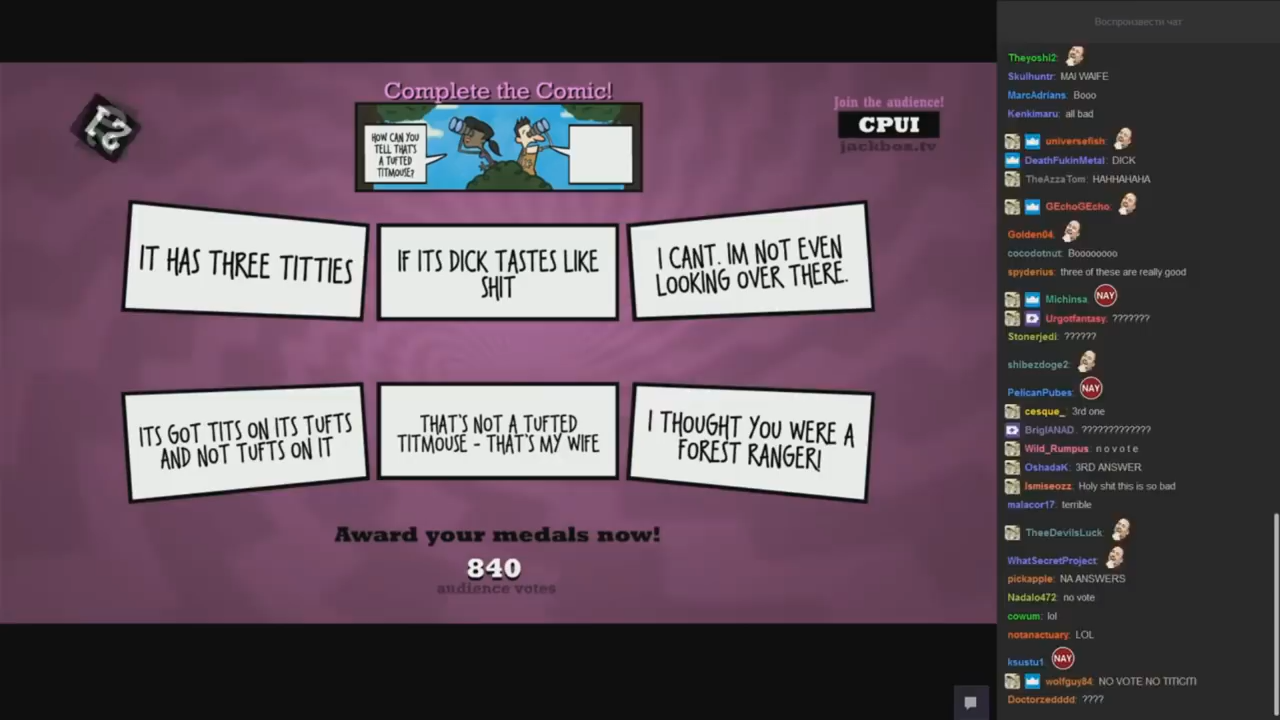 Complete the Comic!
HOW CAN YOU
TELL THAT'S
A TUFTED
TITMOUSE?
Join the audience!
CPUI
jackbox.tv
IT HAS THREE TITTIES
IF ITS DICK TASTES LIKE
SHIT
I CANT. IM NOT EVEN
LOOKING OVER THERE.
ITS GOT TITS ON ITS TUFTS
AND NOT TUFTS ON IT
THAT'S NOT A TUFTED
TITMOUSE - THAT'S MY WIFE
I THOUGHT YOU WERE A
FOREST RANGER!
Award your medals now!
840
audience votes
Воспроизвести чат
Theyoshi2:
Skulhuntr: MAI WAIFE
MarcAdrians: Booo
Kenkimaru: all bad
universefish:
DeathFukinMetal: DICK
TheAzzaTom: HAHHAHAHA
GEchoGEcho:
Golden04:
cocodotnut: Boooooooo
spyderius: three of these are really good
Michinsa: NAY
Urgotfantasy: ???????
Stonerjedi: ??????
shibezdoge2:
PelicanPubes: NAY
cesque_: 3rd one
BriglANAD: ?????????????
Wild_Rumpus: n o v o t e
OshadaK: 3RD ANSWER
Ismiseozz: Holy shit this is so bad
malacor17: terrible
TheeDevilsLuck:
WhatSecretProject:
pickapple: NA ANSWERS
Nadalo472: no vote
cowum: lol
notanactuary: LOL
ksustu1: NAY
wolfguy84: NO VOTE NO TITICITI
Doctorzedddd: ????